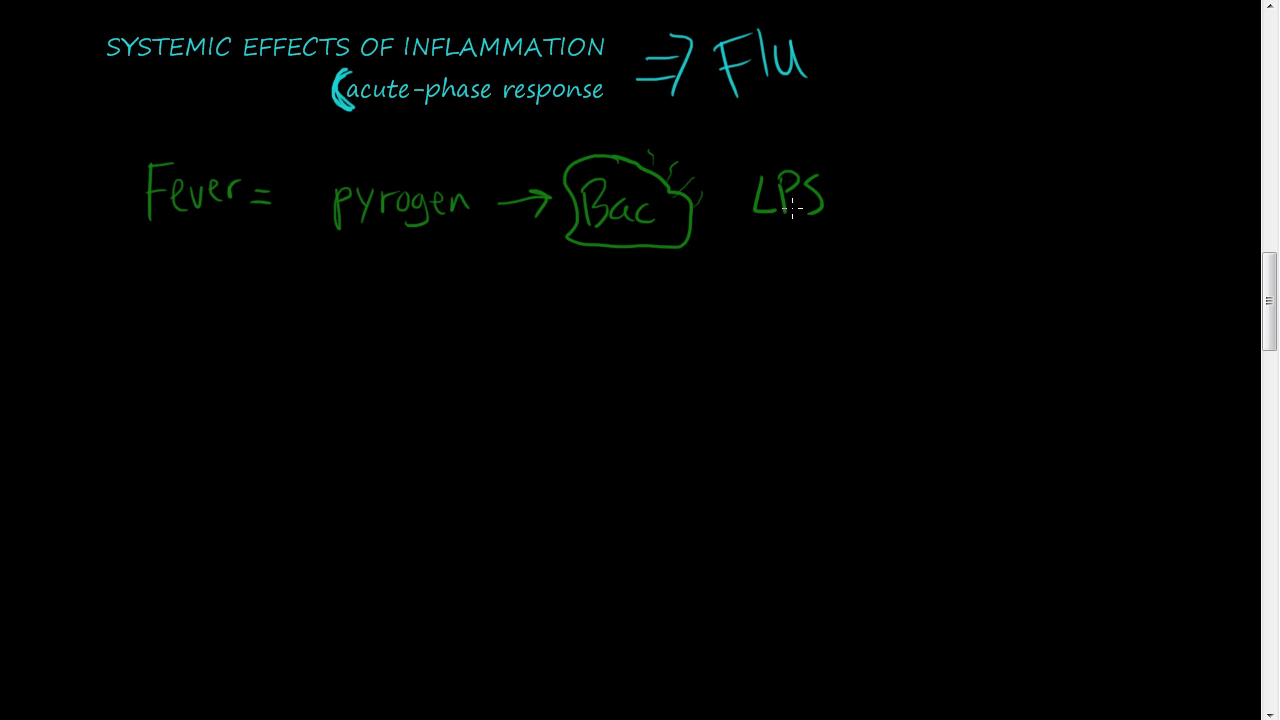 SYSTEMIC EFFECTS OF INFLAMMATION ⇒ Flu
(acute-phase response
Fever = pyrogen → Bac LPS